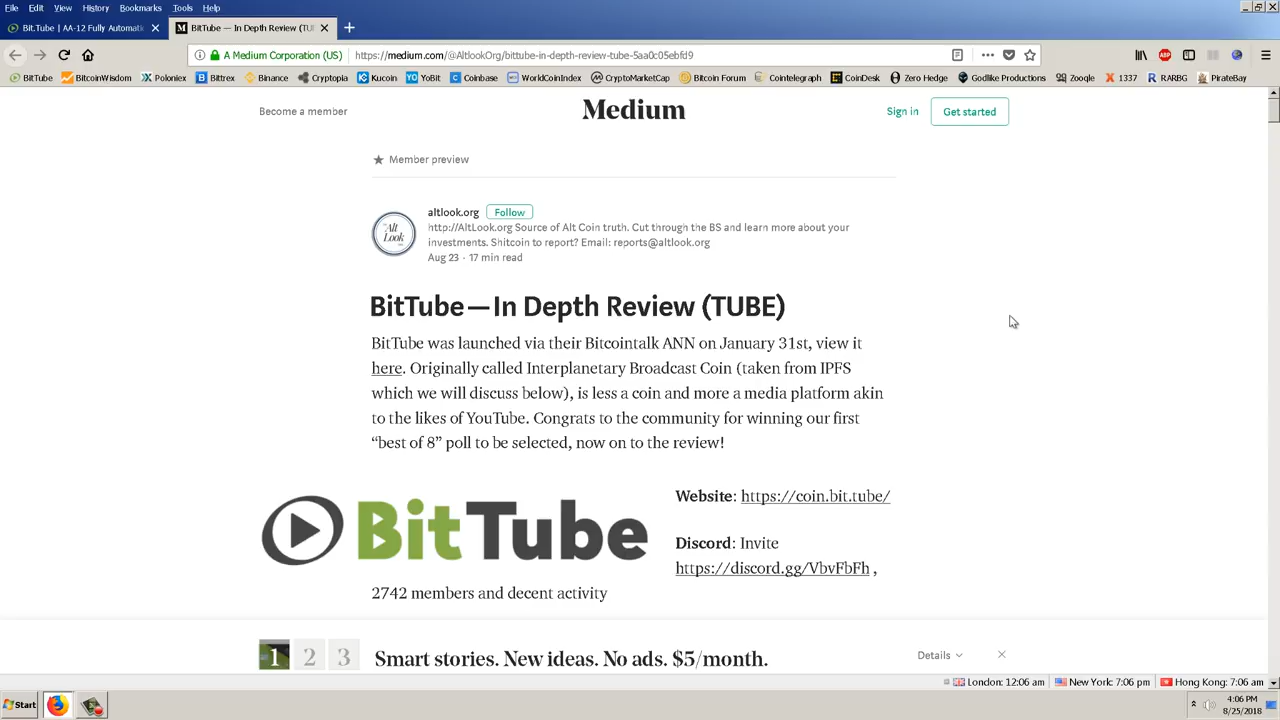 File Edit View History Bookmarks Tools Help
Bit.Tube | AA-12 Fully Automati
BitTube — In Depth Review (TU
A Medium Corporation (US)
https://medium.com/@AltlookOrg/bittube-in-depth-review-tube-5aa0c05ebfd9
BitTube BitcoinWisdom Poloniex Bittrex Binance Cryptopia Kucoin YoBit Coinbase WorldCoinIndex CryptoMarketCap Bitcoin Forum Cointelegraph CoinDesk Zero Hedge Godlike Productions Zooqle 1337 RARBG PirateBay
Become a member
Medium
Sign in
Get started
Member preview
Alt Look
altlook.org Follow
http://AltLook.org Source of Alt Coin truth. Cut through the BS and learn more about your
investments. Shitcoin to report? Email: reports@altlook.org
Aug 23 · 17 min read
BitTube — In Depth Review (TUBE)
BitTube was launched via their Bitcointalk ANN on January 31st, view it
here. Originally called Interplanetary Broadcast Coin (taken from IPFS
which we will discuss below), is less a coin and more a media platform akin
to the likes of YouTube. Congrats to the community for winning our first
“best of 8” poll to be selected, now on to the review!
BitTube
Website: https://coin.bit.tube/
Discord: Invite
https://discord.gg/VbvFbFh ,
2742 members and decent activity
1 2 3
Smart stories. New ideas. No ads. $5/month.
Details
London: 12:06 am New York: 7:06 pm Hong Kong: 7:06 am
Start
4:06 PM
8/25/2018